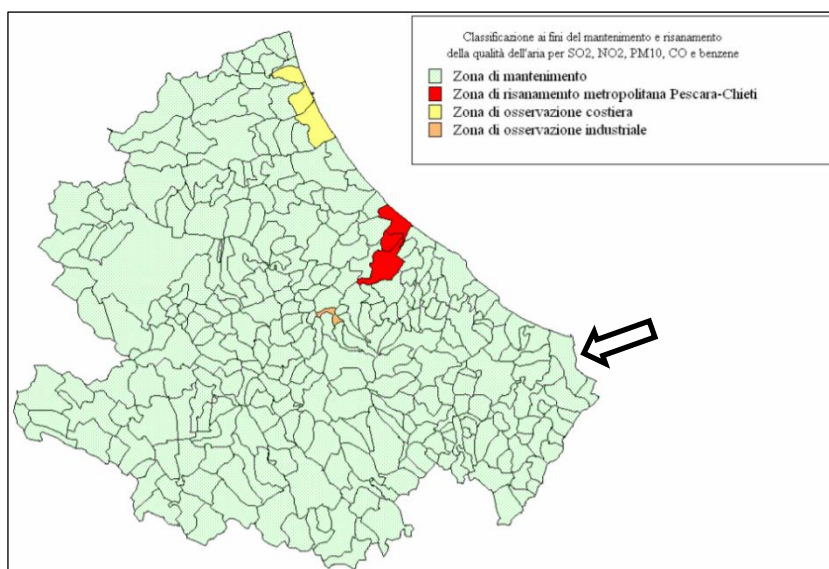 Classificazione ai fini del mantenimento e risanamento
della qualità dell'aria per SO2, NO2, PM10, CO e benzene
Zona di mantenimento
Zona di risanamemto metropolitana Pescara-Chieti
Zona di osservazione costiera
Zona di osservazione industriale